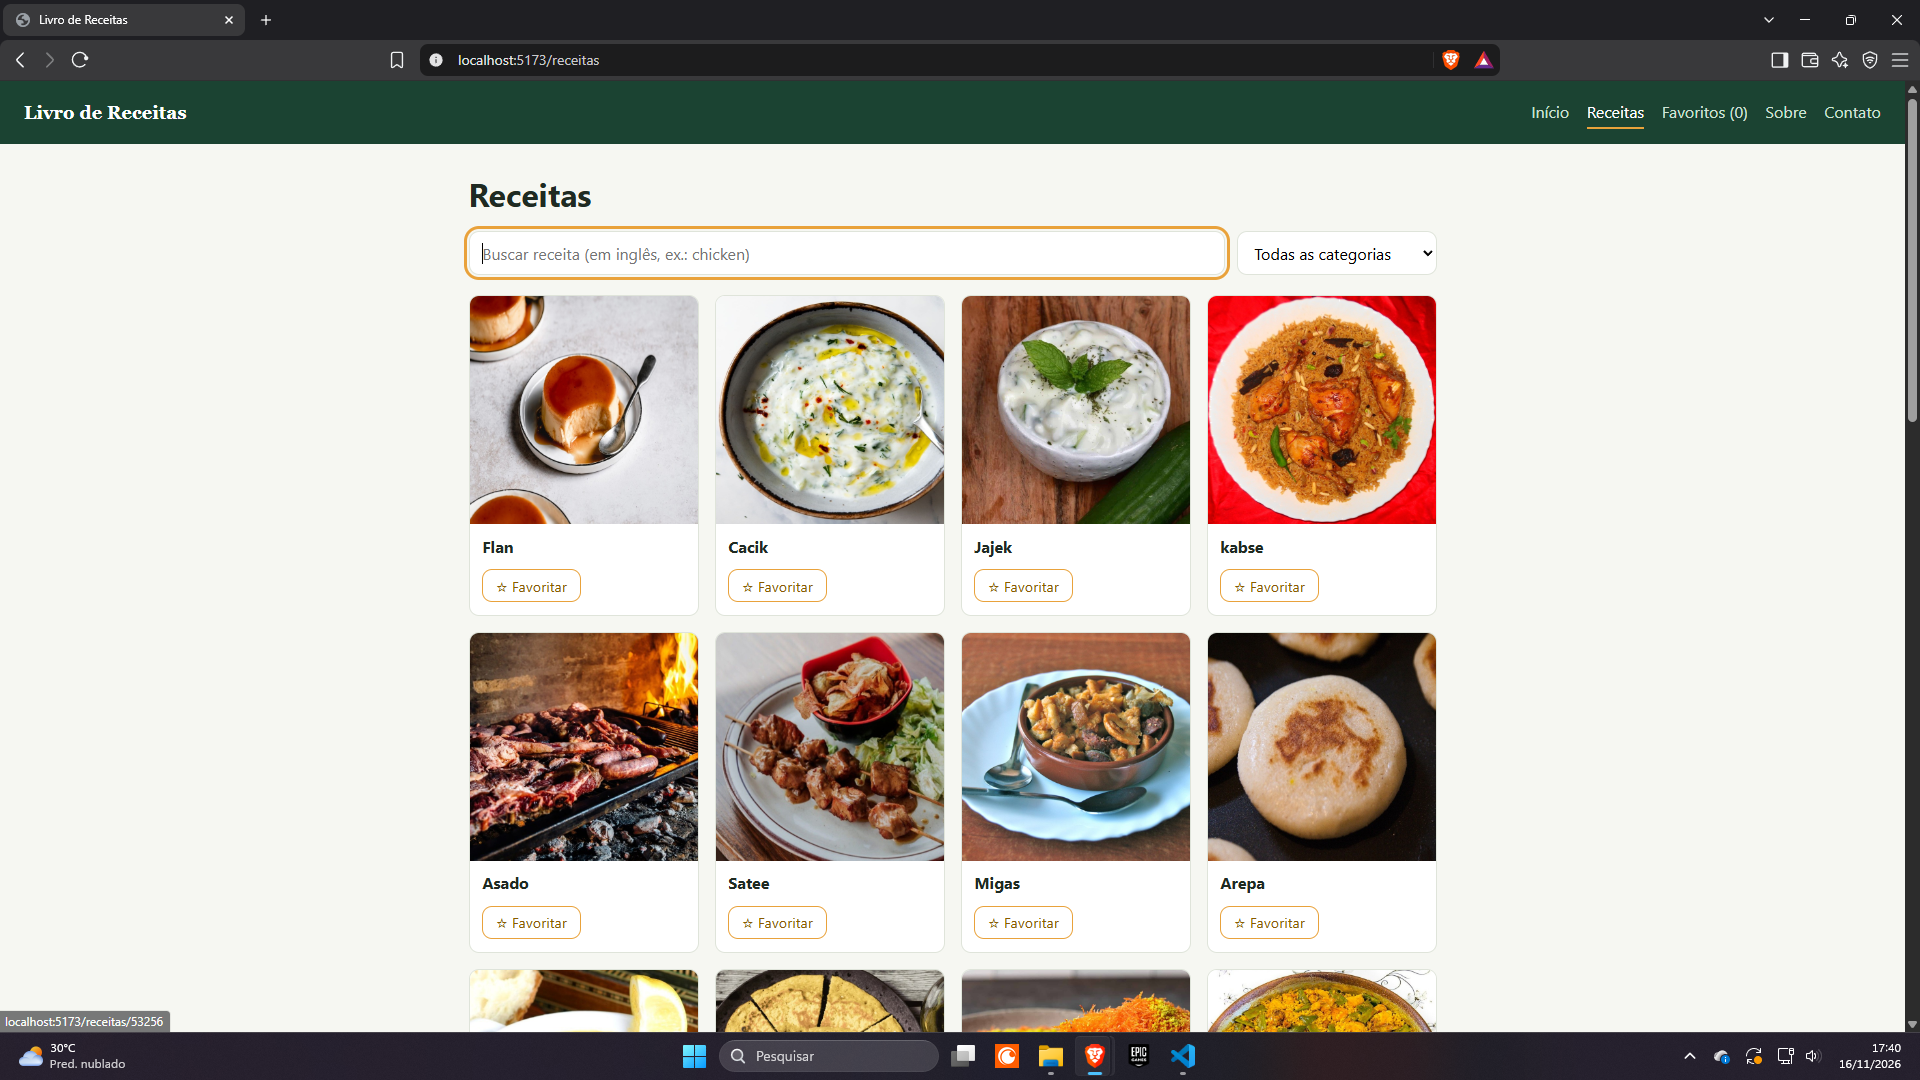 Livro de Receitas
localhost:5173/receitas
Livro de Receitas
Início Receitas Favoritos (0) Sobre Contato
Receitas
Buscar receita (em inglês, ex.: chicken) Todas as categorias
Flan Cacik Jajek kabse
☆ Favoritar ☆ Favoritar ☆ Favoritar ☆ Favoritar
Asado Satee Migas Arepa
☆ Favoritar ☆ Favoritar ☆ Favoritar ☆ Favoritar
localhost:5173/receitas/53256
30°C
Pred. nublado
Pesquisar
EPIC
GAMES
17:40
16/11/2026